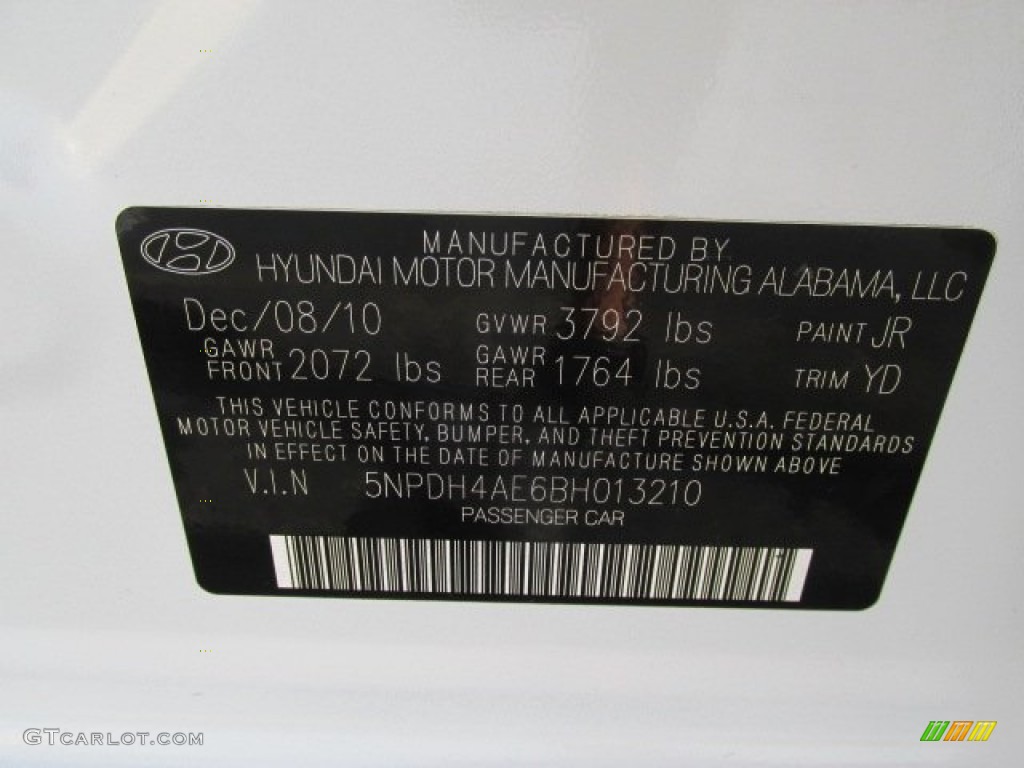 MANUFACTURED BY
HYUNDAI MOTOR MANUFACTURING ALABAMA, LLC
Dec/08/10 GVWR 3792 lbs PAINT JR
GAWR FRONT 2072 lbs GAWR REAR 1764 lbs TRIM YD
THIS VEHICLE CONFORMS TO ALL APPLICABLE U.S.A. FEDERAL
MOTOR VEHICLE SAFETY, BUMPER, AND THEFT PREVENTION STANDARDS
IN EFFECT ON THE DATE OF MANUFACTURE SHOWN ABOVE
V.I.N 5NPDH4AE6BH013210
PASSENGER CAR
GTCARLOT.COM